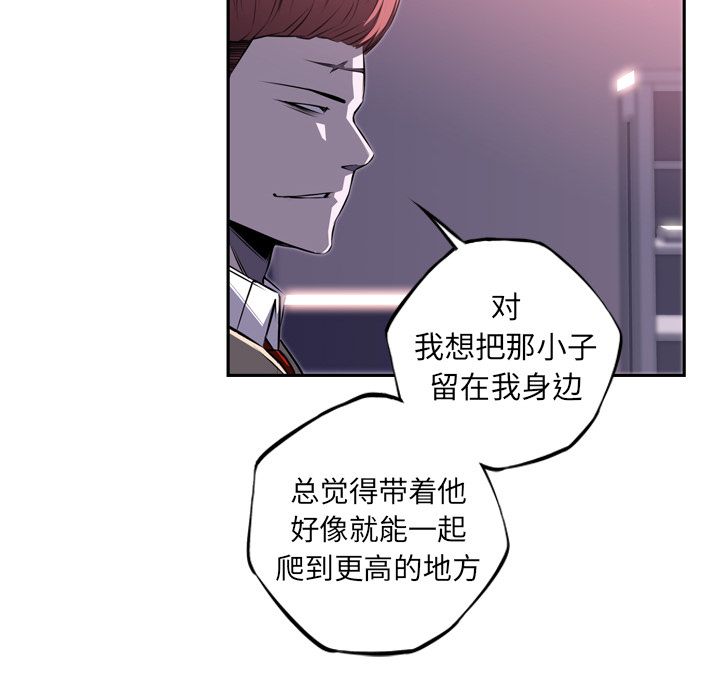 对
我想把那小子
留在我身边
总觉得带着他
好像就能一起
爬到更高的地方